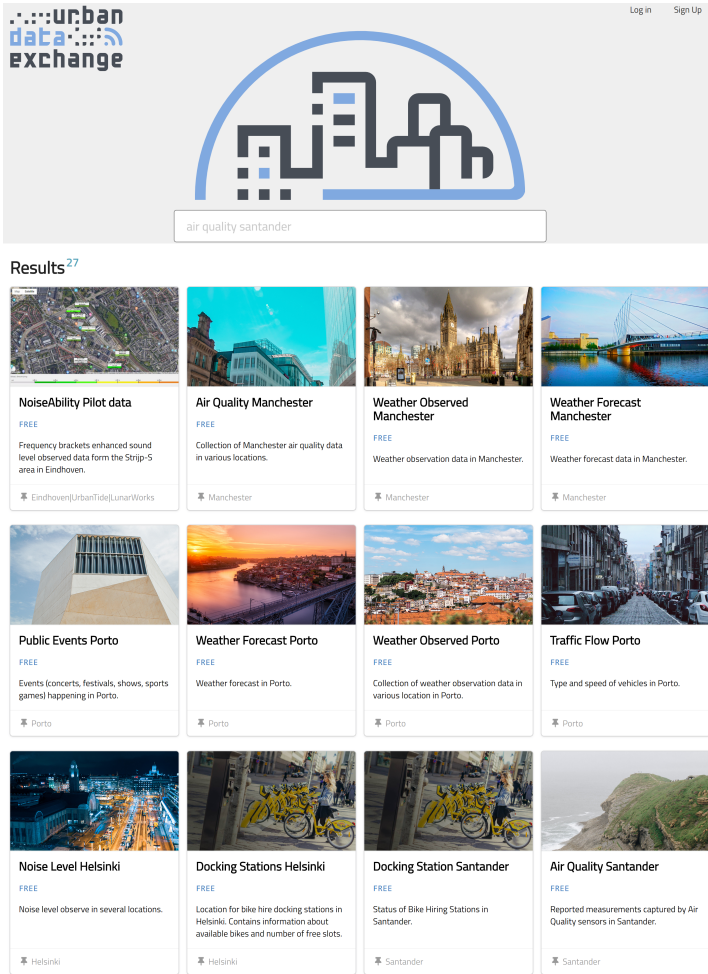 urban
data
exchange
Log in
Sign Up
air quality santander
Results 27
NoiseAbility Pilot data
FREE
Frequency brackets enhanced sound
level observed data form the Strijp-S
area in Eindhoven.
Eindhoven|UrbanTide|LunarWorks
Air Quality Manchester
FREE
Collection of Manchester air quality data
in various locations.
Manchester
Weather Observed
Manchester
FREE
Weather observation data in Manchester.
Manchester
Weather Forecast
Manchester
FREE
Weather forecast data in Manchester.
Manchester
Public Events Porto
FREE
Events (concerts, festivals, shows, sports
games) happening in Porto.
Porto
Weather Forecast Porto
FREE
Weather forecast in Porto.
Porto
Weather Observed Porto
FREE
Collection of weather observation data in
various location in Porto.
Porto
Traffic Flow Porto
FREE
Type and speed of vehicles in Porto.
Porto
Noise Level Helsinki
FREE
Noise level observe in several locations.
Helsinki
Docking Stations Helsinki
FREE
Location for bike hire docking stations in
Helsinki. Contains information about
available bikes and number of free slots.
Helsinki
Docking Station Santander
FREE
Status of Bike Hiring Stations in
Santander.
Santander
Air Quality Santander
FREE
Reported measurements captured by Air
Quality sensors in Santander.
Santander